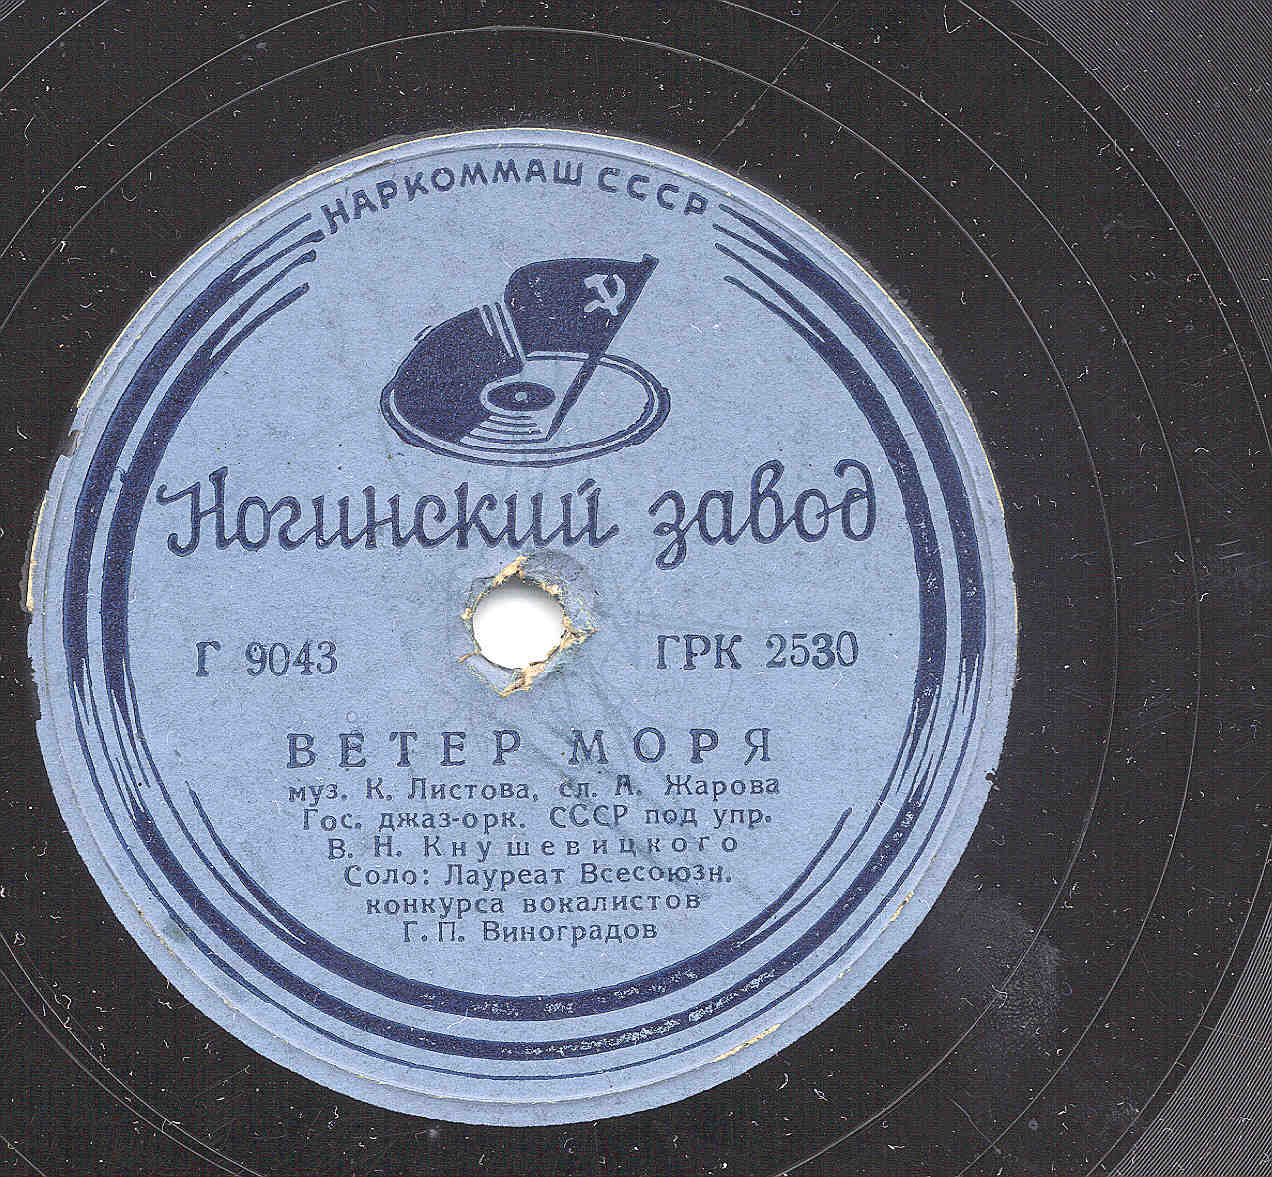 НАРКОММАШ СССР
Ногинский завод
Г 9043 ГРК 2530
ВЕТЕР МОРЯ
муз. К. Листова, сл. А. Жарова
Гос. джаз-орк. СССР под упр.
В. Н. Кнушевицкого
Соло: Лауреат Всесоюзн.
конкурса вокалистов
Г. П. Виноградов